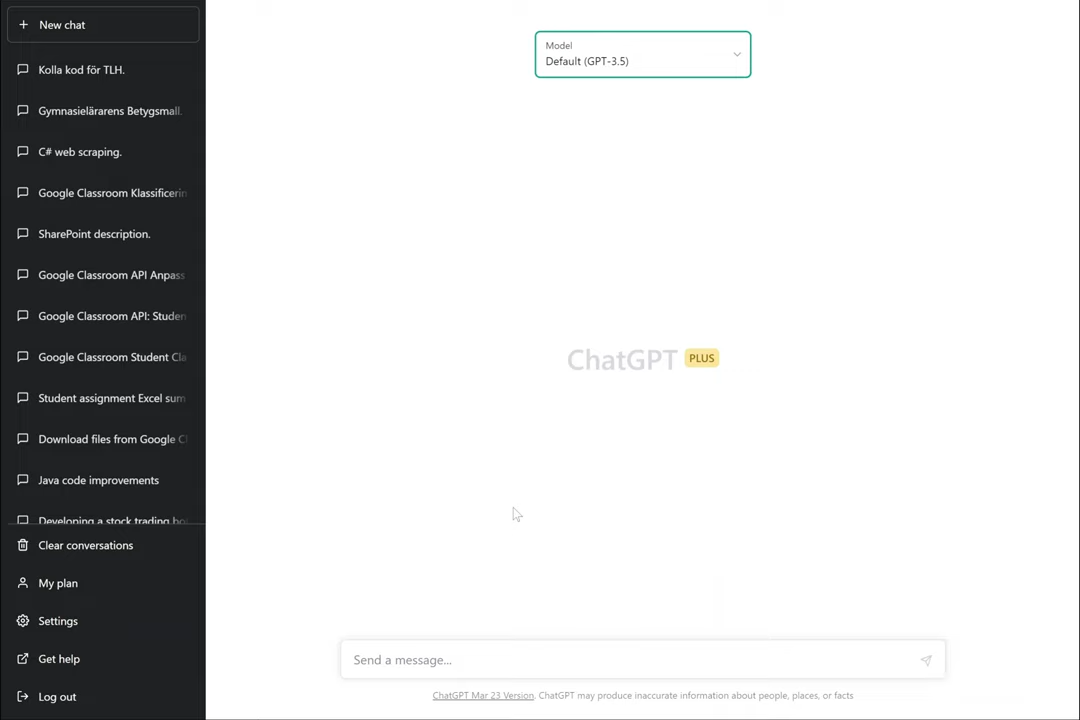 New chat
Kolla kod för TLH.
Gymnasielärarens Betygsmall.
C# web scraping.
Google Classroom Klassificerin
SharePoint description.
Google Classroom API Anpass
Google Classroom API: Studen
Google Classroom Student Cla
Student assignment Excel sum
Download files from Google Cl
Java code improvements
Developing a stock trading bo
Clear conversations
My plan
Settings
Get help
Log out
Model
Default (GPT-3.5)
ChatGPT PLUS
Send a message...
ChatGPT Mar 23 Version. ChatGPT may produce inaccurate information about people, places, or facts